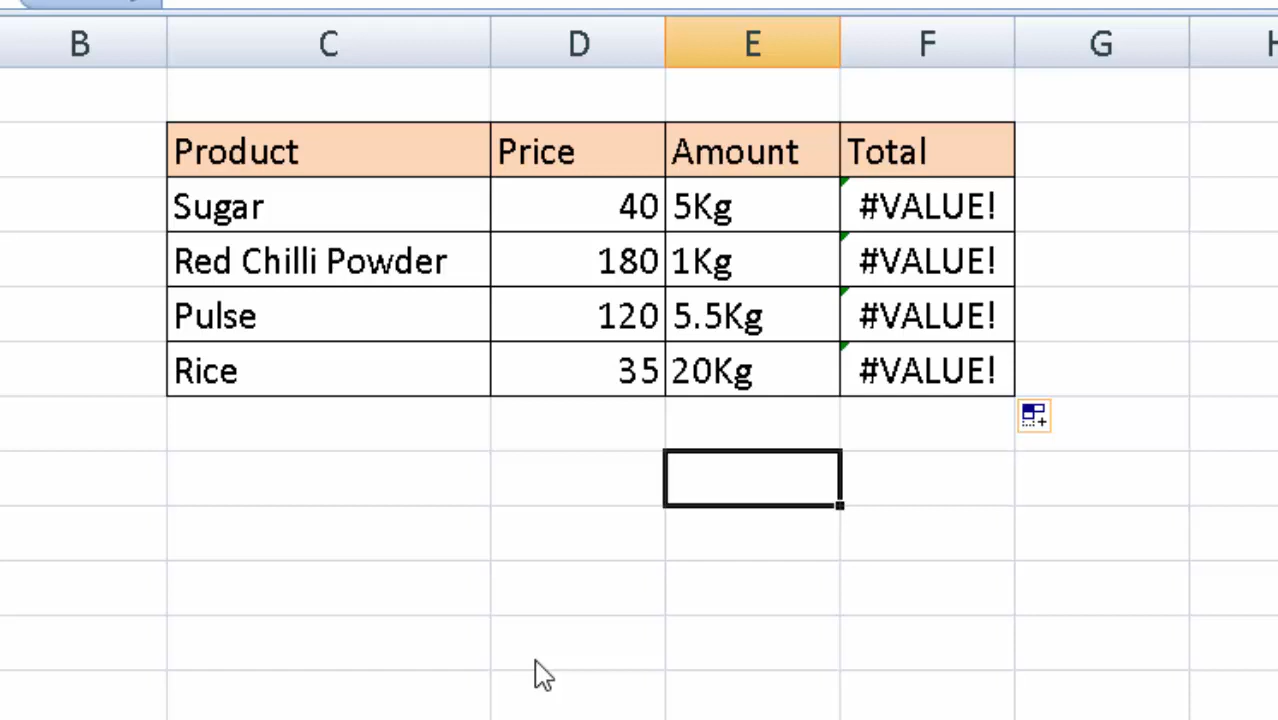 B C D E F G H
Product Price Amount Total
Sugar 40 5Kg #VALUE!
Red Chilli Powder 180 1Kg #VALUE!
Pulse 120 5.5Kg #VALUE!
Rice 35 20Kg #VALUE!